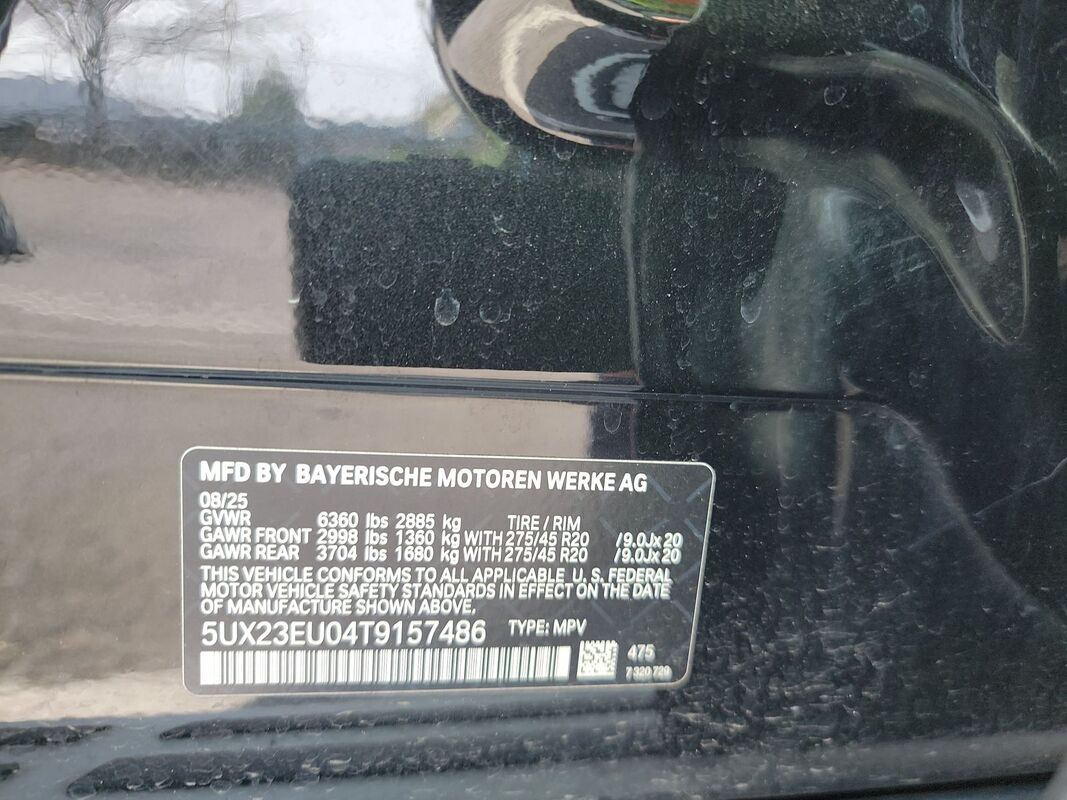 MFD BY BAYERISCHE MOTOREN WERKE AG
08/25
GVWR 6360 lbs 2885 kg TIRE / RIM
GAWR FRONT 2998 lbs 1360 kg WITH 275/45 R20 /9.0Jx20
GAWR REAR 3704 lbs 1680 kg WITH 275/45 R20 /9.0Jx20
THIS VEHICLE CONFORMS TO ALL APPLICABLE U.S. FEDERAL
MOTOR VEHICLE SAFETY STANDARDS IN EFFECT ON THE DATE
OF MANUFACTURE SHOWN ABOVE.
5UX23EU04T9157486 TYPE: MPV
475
7 320 729